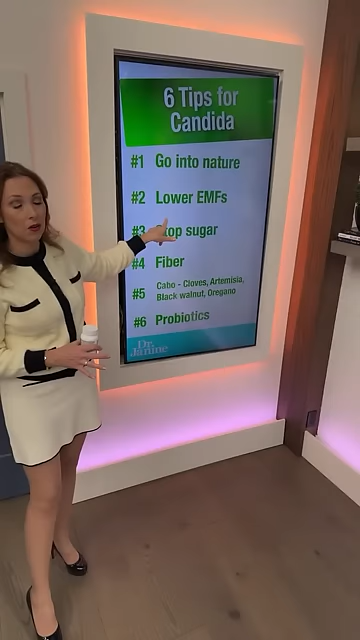 6 Tips for
Candida
#1 Go into nature
#2 Lower EMFs
#3 sugar
#4 Fiber
#5 Cabo - Cloves, Artemisia,
Black walnut, Oregano
#6 Probiotics
Dr.
Janine